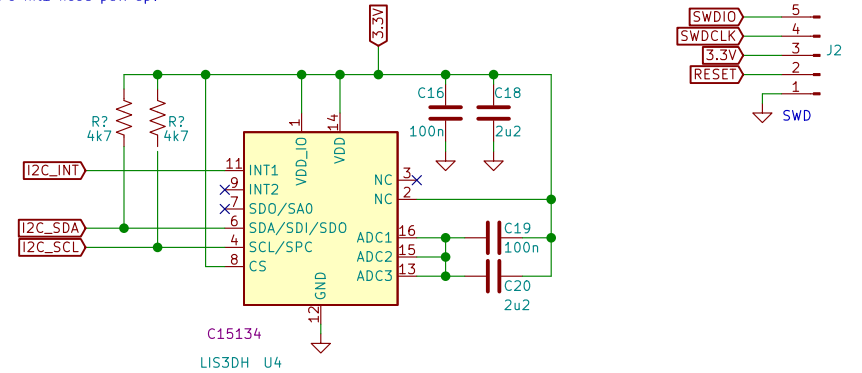 3.3V
SWDIO 5
SWDCLK 4
3.3V 3 J2
RESET 2
1
SWD
C16
100n
C18
2u2
R?
4k7
R?
4k7
1
14
VDD_IO
VDD
I2C_INT 11 INT1
9 INT2
7 SDO/SA0
I2C_SDA 6 SDA/SDI/SDO
I2C_SCL 4 SCL/SPC
8 CS
NC 3
NC 2
ADC1 16
ADC2 15
ADC3 13
C19
100n
C20
2u2
GND
12
C15134
LIS3DH U4